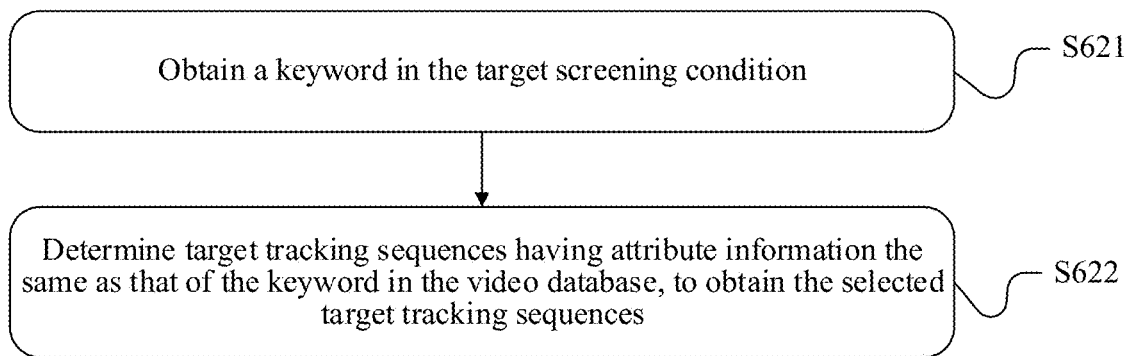 Obtain a keyword in the target screening condition
S621
Determine target tracking sequences having attribute information the
same as that of the keyword in the video database, to obtain the selected
target tracking sequences
S622